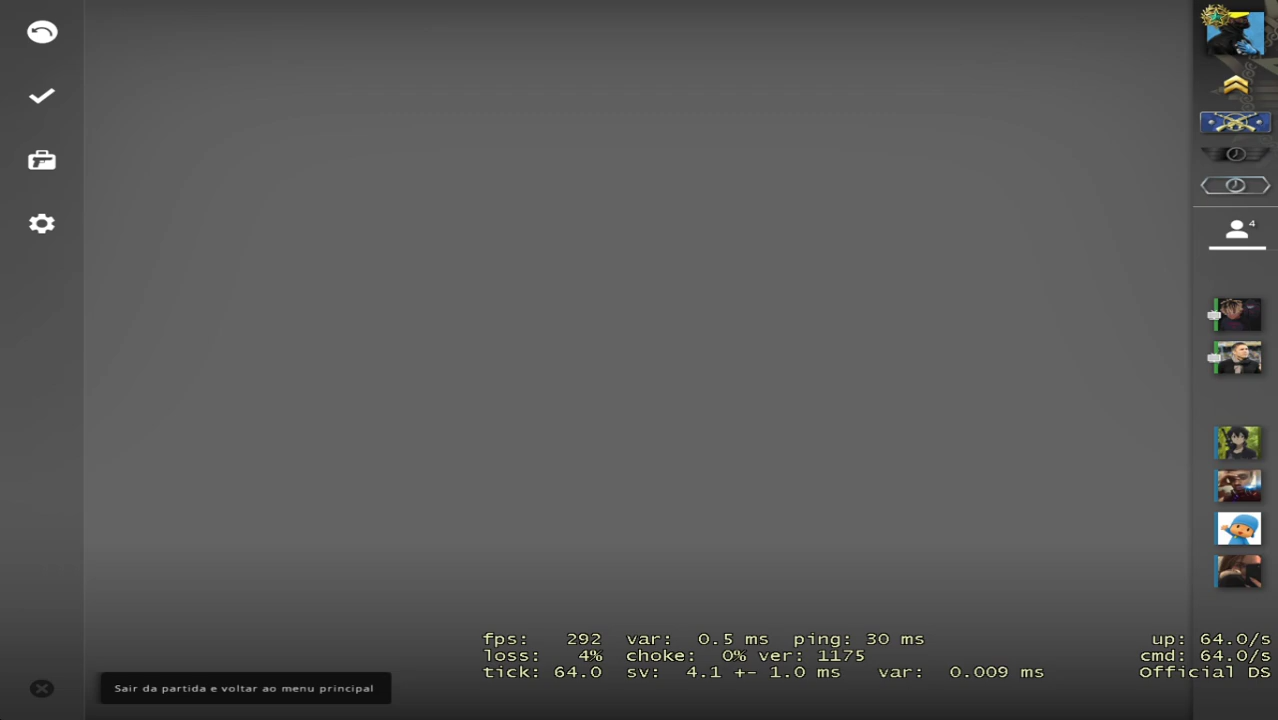 4
fps: 292 var: 0.5 ms ping: 30 ms
up: 64.0/s
loss: 4% choke: 0% ver: 1175
cmd: 64.0/s
tick: 64.0 sv: 4.1 +- 1.0 ms var: 0.009 ms
Official DS
Sair da partida e voltar ao menu principal